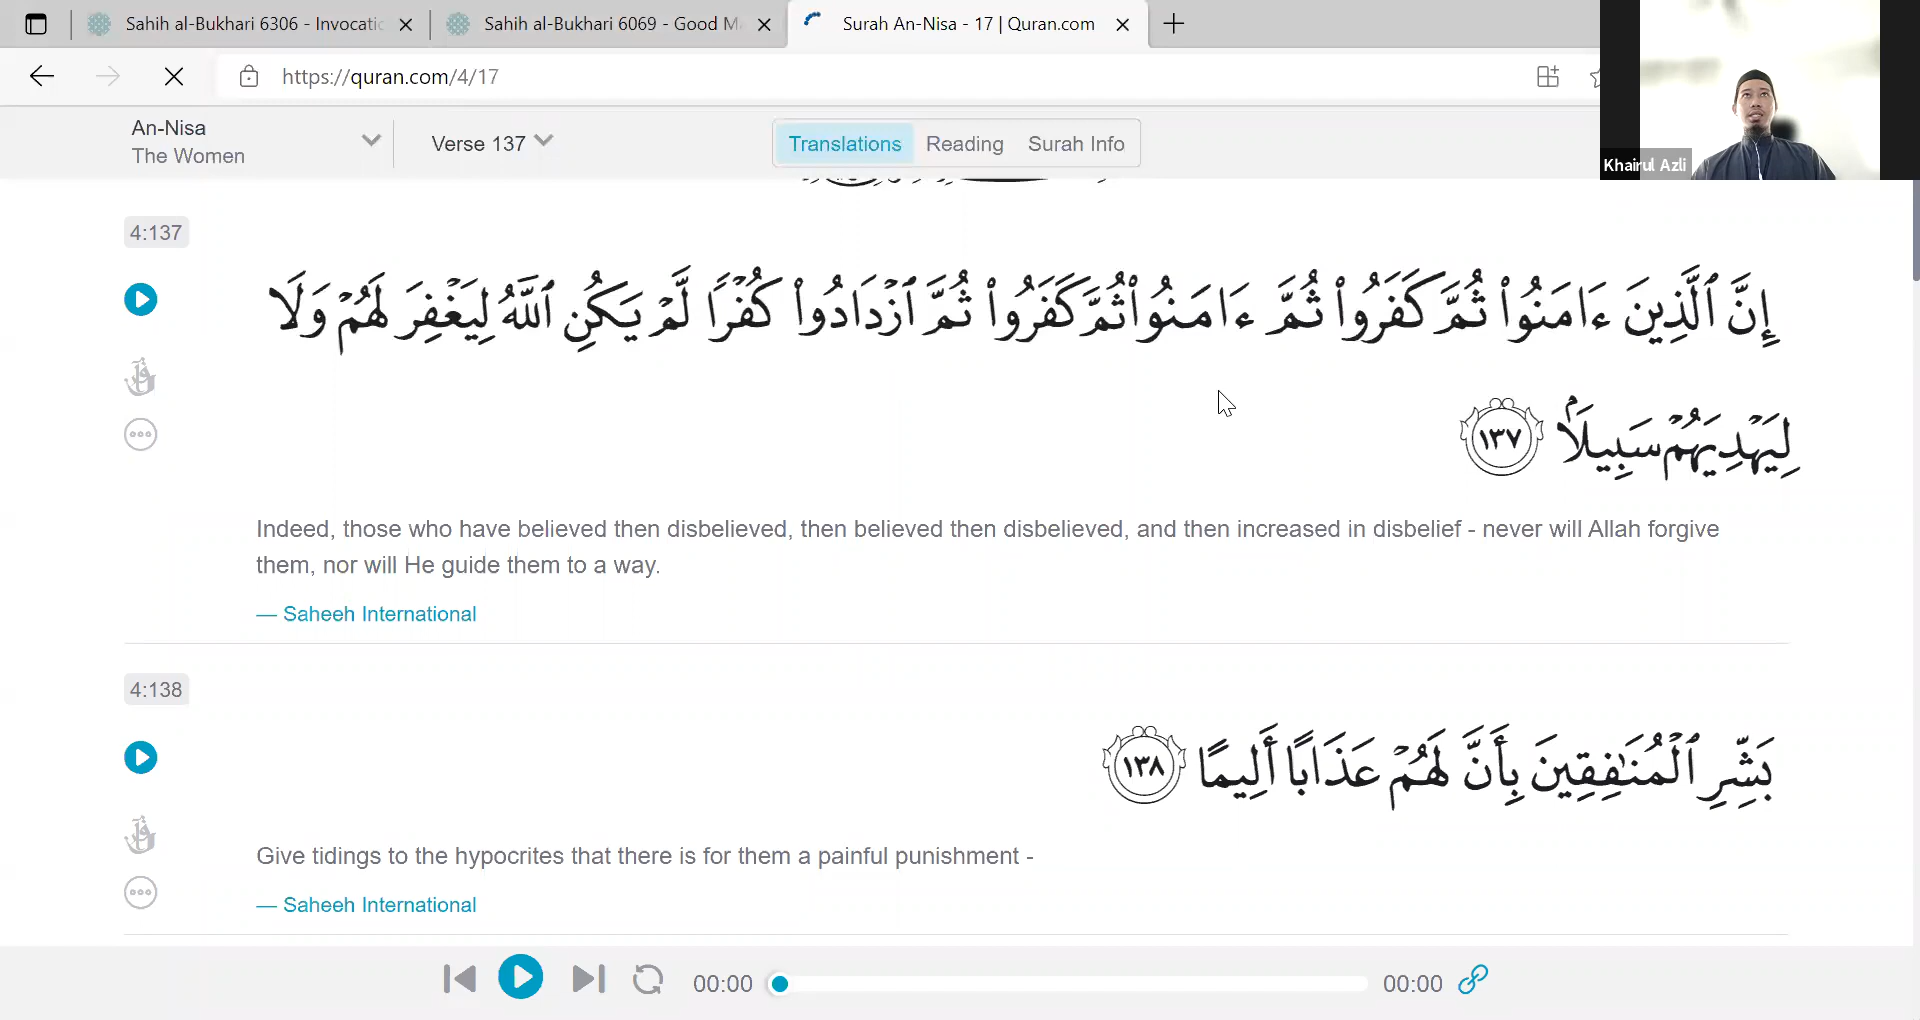 Sahih al-Bukhari 6306 - Invocatic
Sahih al-Bukhari 6069 - Good M
Surah An-Nisa - 17 | Quran.com
https://quran.com/4/17
An-Nisa
The Women
Verse 137
Translations
Reading
Surah Info
Khairul Azli
4:137
إِنَّ ٱلَّذِينَ ءَامَنُوا۟ ثُمَّ كَفَرُوا۟ ثُمَّ ءَامَنُوا۟ ثُمَّ كَفَرُوا۟ ثُمَّ ٱزْدَادُوا۟ كُفْرًا لَّمْ يَكُنِ ٱللَّهُ لِيَغْفِرَ لَهُمْ وَلَا
لِيَهْدِيَهُمْ سَبِيلًۢا ١٣٧
Indeed, those who have believed then disbelieved, then believed then disbelieved, and then increased in disbelief - never will Allah forgive
them, nor will He guide them to a way.
— Saheeh International
4:138
بَشِّرِ ٱلْمُنَـٰفِقِينَ بِأَنَّ لَهُمْ عَذَابًا أَلِيمًا ١٣٨
Give tidings to the hypocrites that there is for them a painful punishment -
— Saheeh International
00:00
00:00